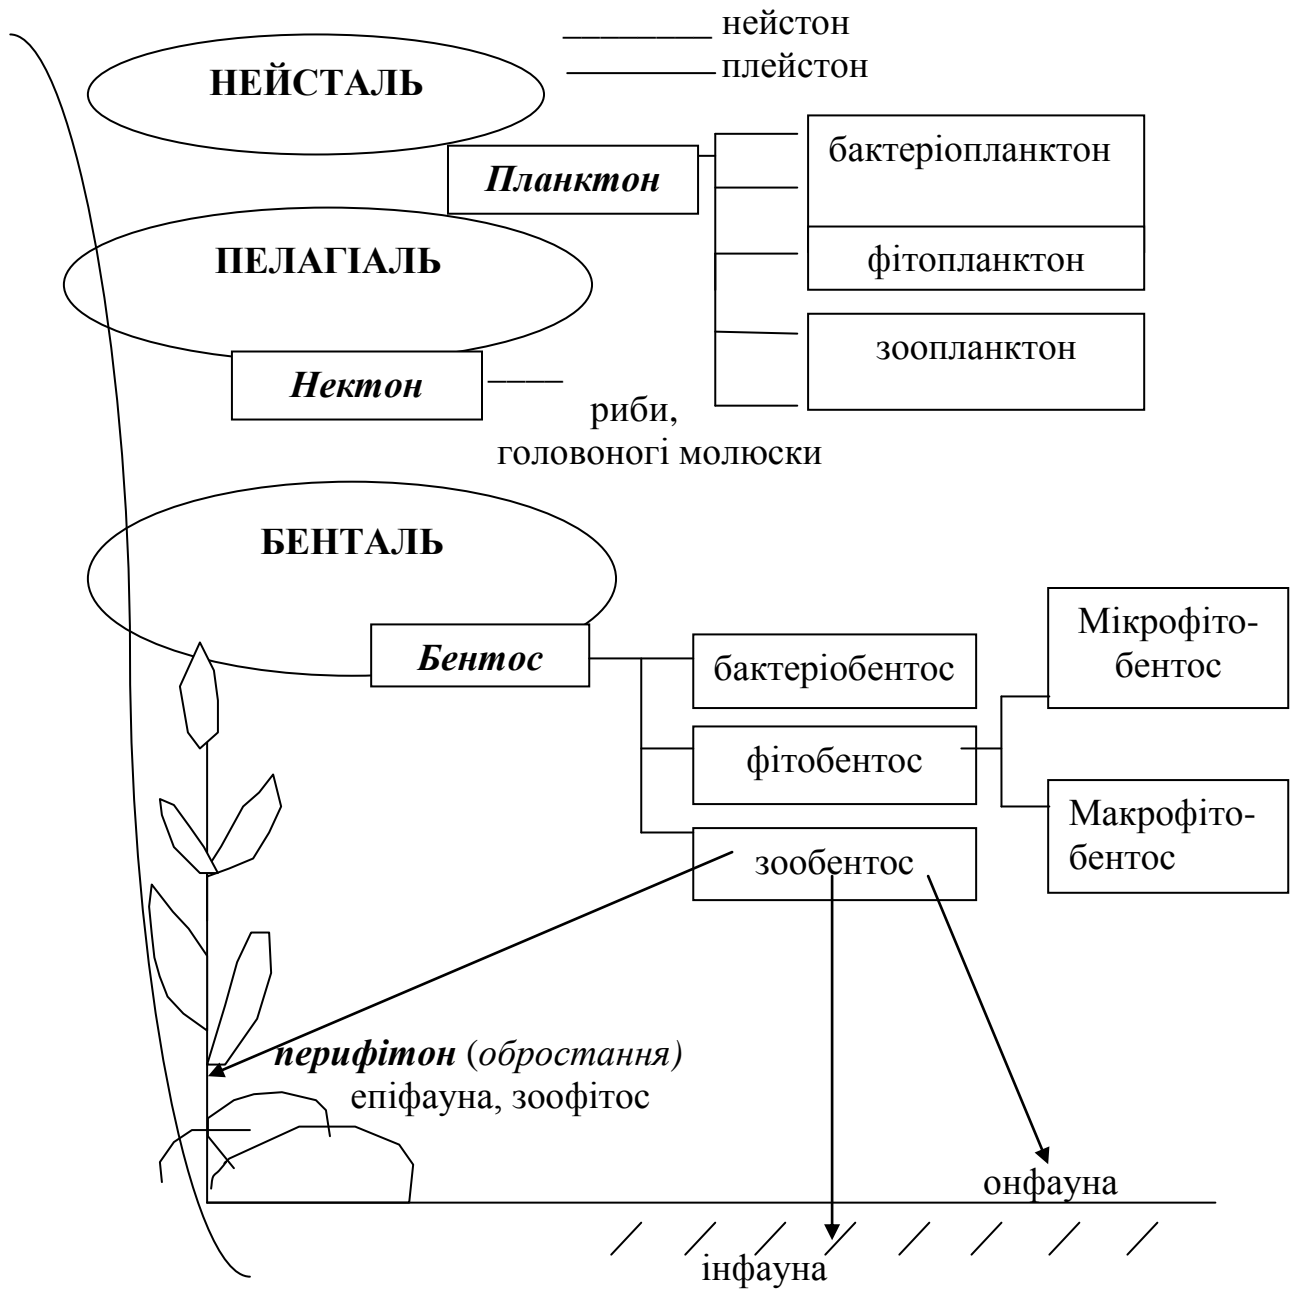 нейстон
плейстон
НЕЙСТАЛЬ
бактеріопланктон
Планктон
ПЕЛАГІАЛЬ
фітопланктон
зоопланктон
Нектон
риби,
головоногі молюски
БЕНТАЛЬ
Бентос
бактеріобентос
Мікрофіто-
бентос
фітобентос
Макрофіто-
бентос
зообентос
перифітон (обростання)
епіфауна, зоофітос
онфауна
інфауна